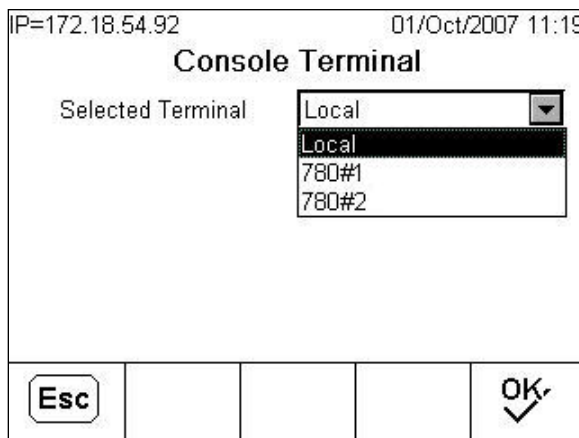 IP=172.18.54.92 01/Oct/2007 11:19
Console Terminal
Selected Terminal Local
Local
780#1
780#2
Esc OK